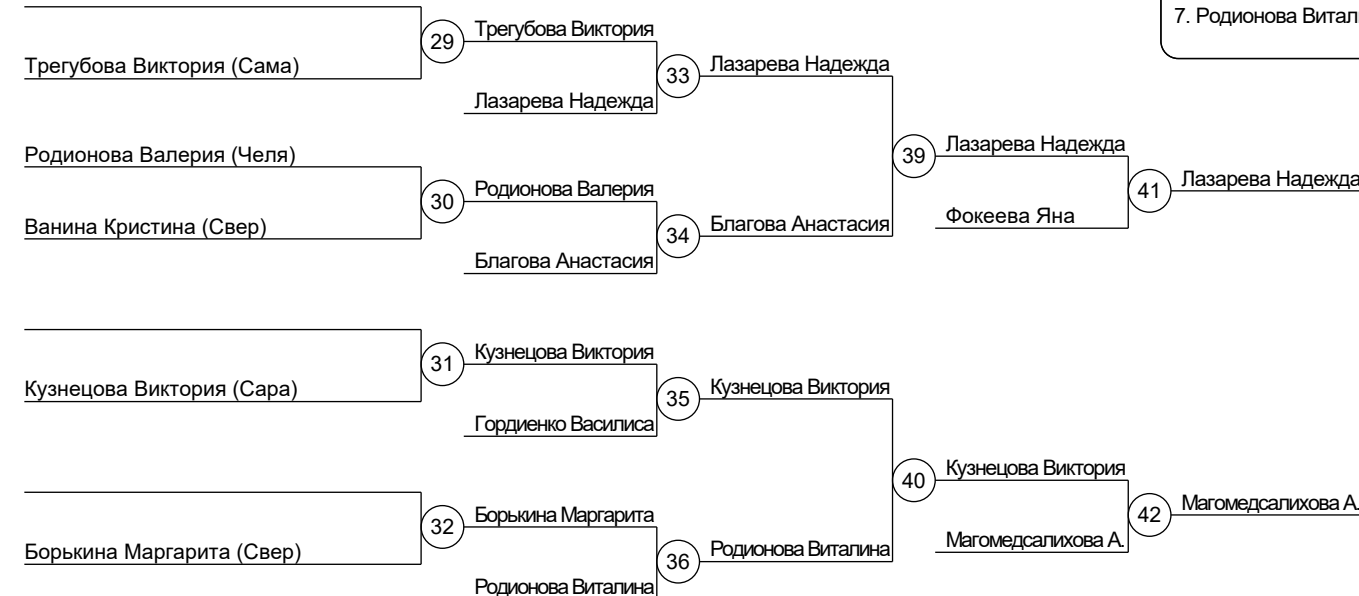 7. Родионова Витал
Трегубова Виктория (Сама)
29
Трегубова Виктория
Лазарева Надежда
33
Лазарева Надежда
Родионова Валерия (Челя)
Ванина Кристина (Свер)
30
Родионова Валерия
Благова Анастасия
34
Благова Анастасия
39
Лазарева Надежда
Фокеева Яна
41
Лазарева Надежда
Кузнецова Виктория (Сара)
31
Кузнецова Виктория
Гордиенко Василиса
35
Кузнецова Виктория
Борькина Маргарита (Свер)
32
Борькина Маргарита
Родионова Виталина
36
Родионова Виталина
40
Кузнецова Виктория
Магомедсалихова А.
42
Магомедсалихова А.